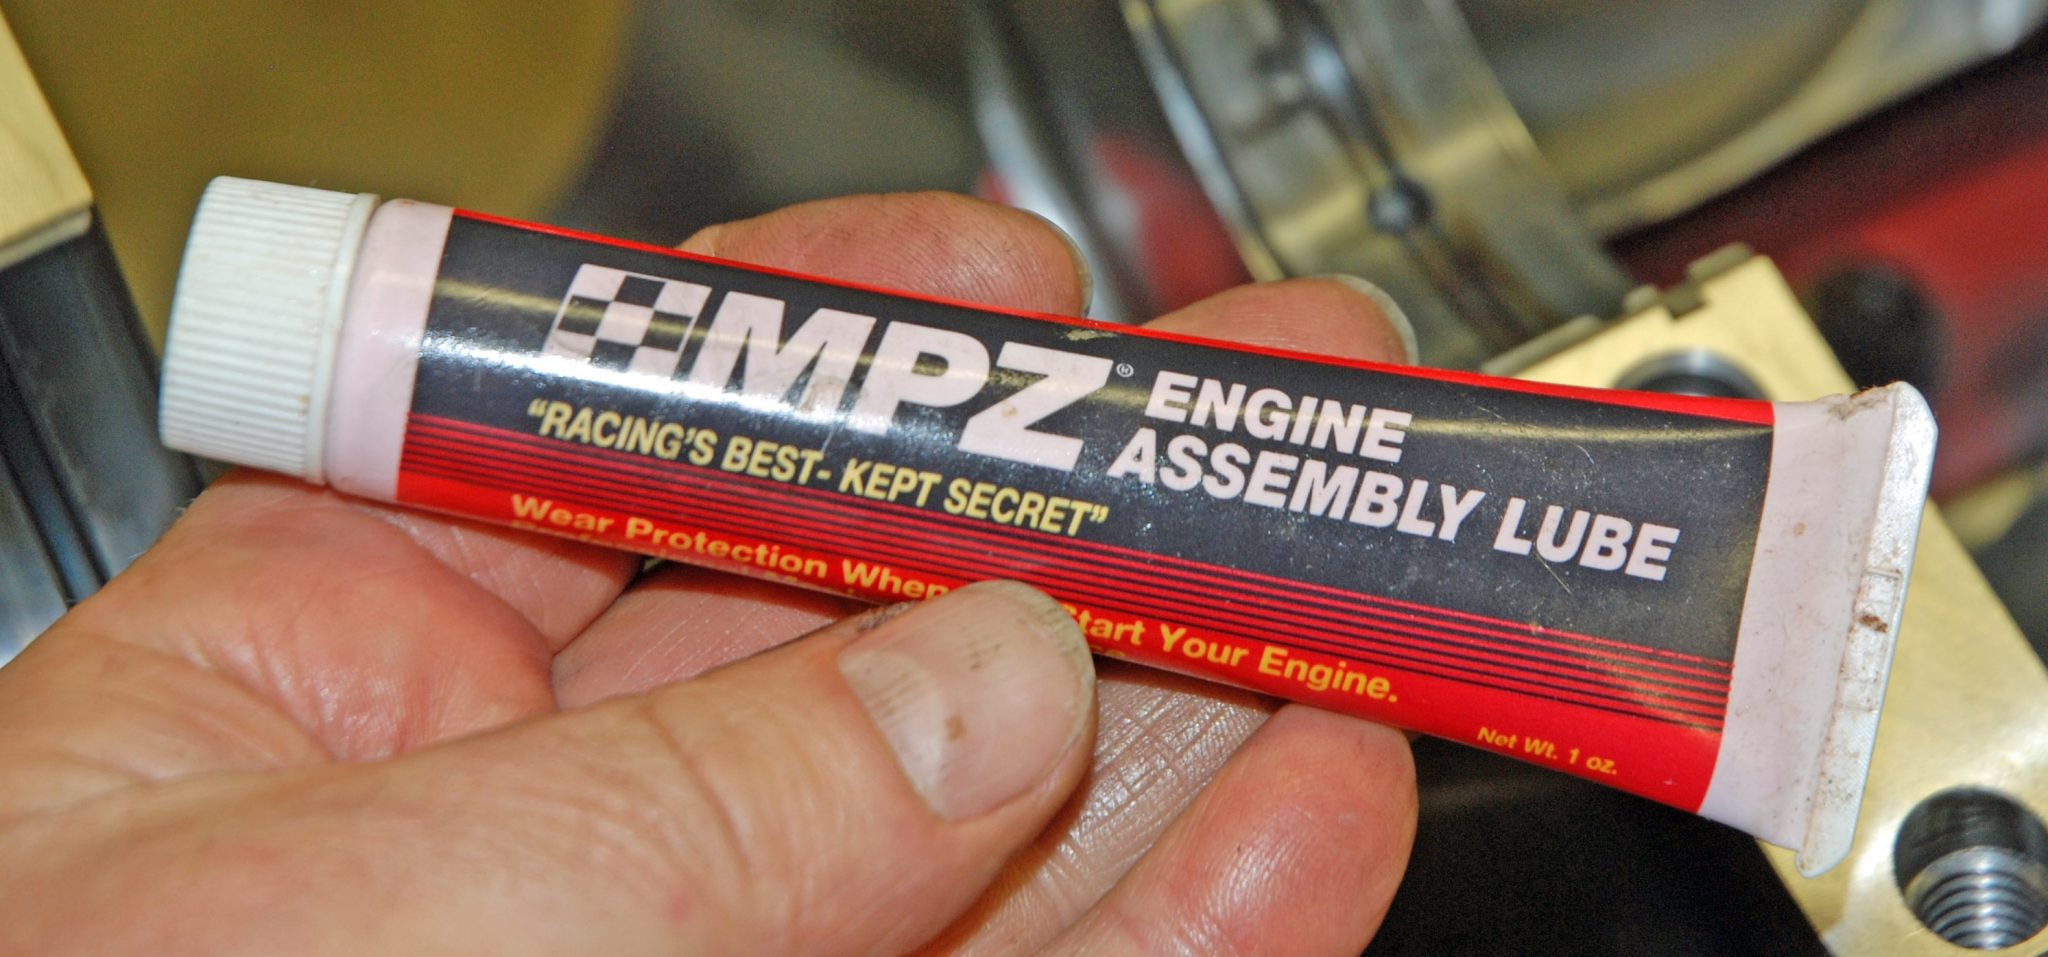 MPZ®
ENGINE
ASSEMBLY LUBE
“RACING'S BEST- KEPT SECRET”
Wear Protection When Start Your Engine.
Net Wt. 1 oz.